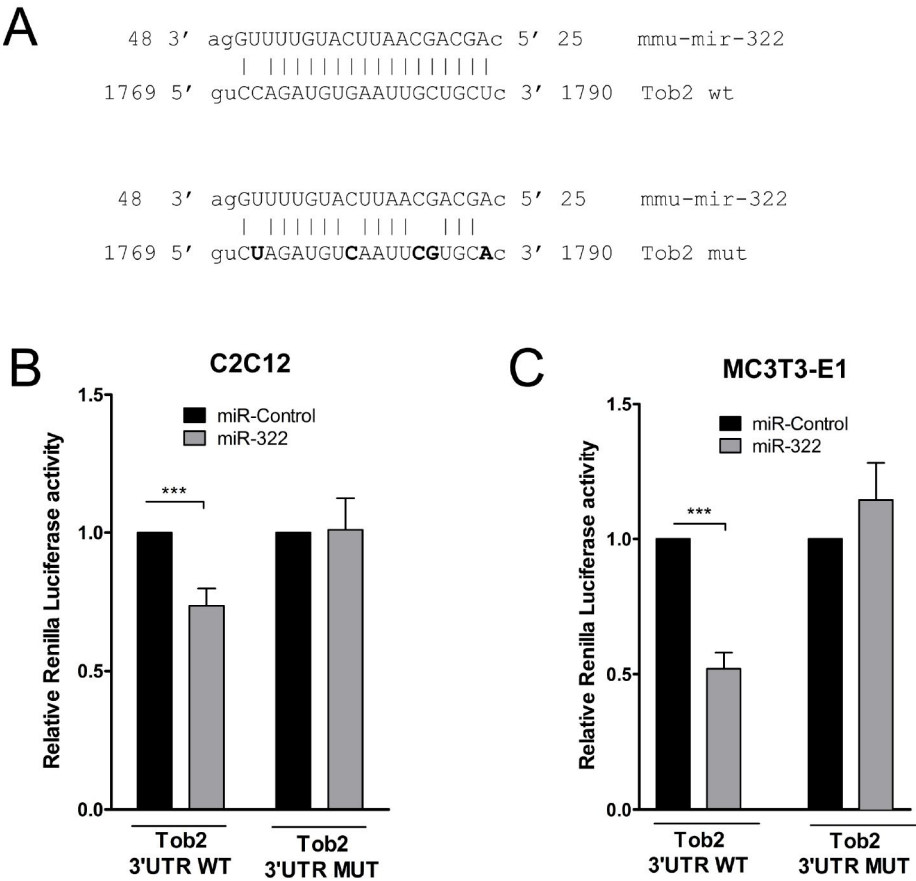 A
48 3′ agGUUUUGUACUUAACGACGAc 5′ 25 mmu-mir-322
| |||||||||||||||||
1769 5′ guCCAGAUGUGAAUUGCUGCUc 3′ 1790 Tob2 wt
48 3′ agGUUUUGUACUUAACGACGAc 5′ 25 mmu-mir-322
| |||||| |||| |||
1769 5′ guCUAGAUGUCAAUUCGUGCAc 3′ 1790 Tob2 mut
B
C2C12
Relative Renilla Luciferase activity
1.5
1.0
0.5
0.0
miR-Control
miR-322
***
Tob2
3'UTR WT
Tob2
3'UTR MUT
C
MC3T3-E1
Relative Renilla Luciferase activity
1.5
1.0
0.5
0.0
miR-Control
miR-322
***
Tob2
3'UTR WT
Tob2
3'UTR MUT